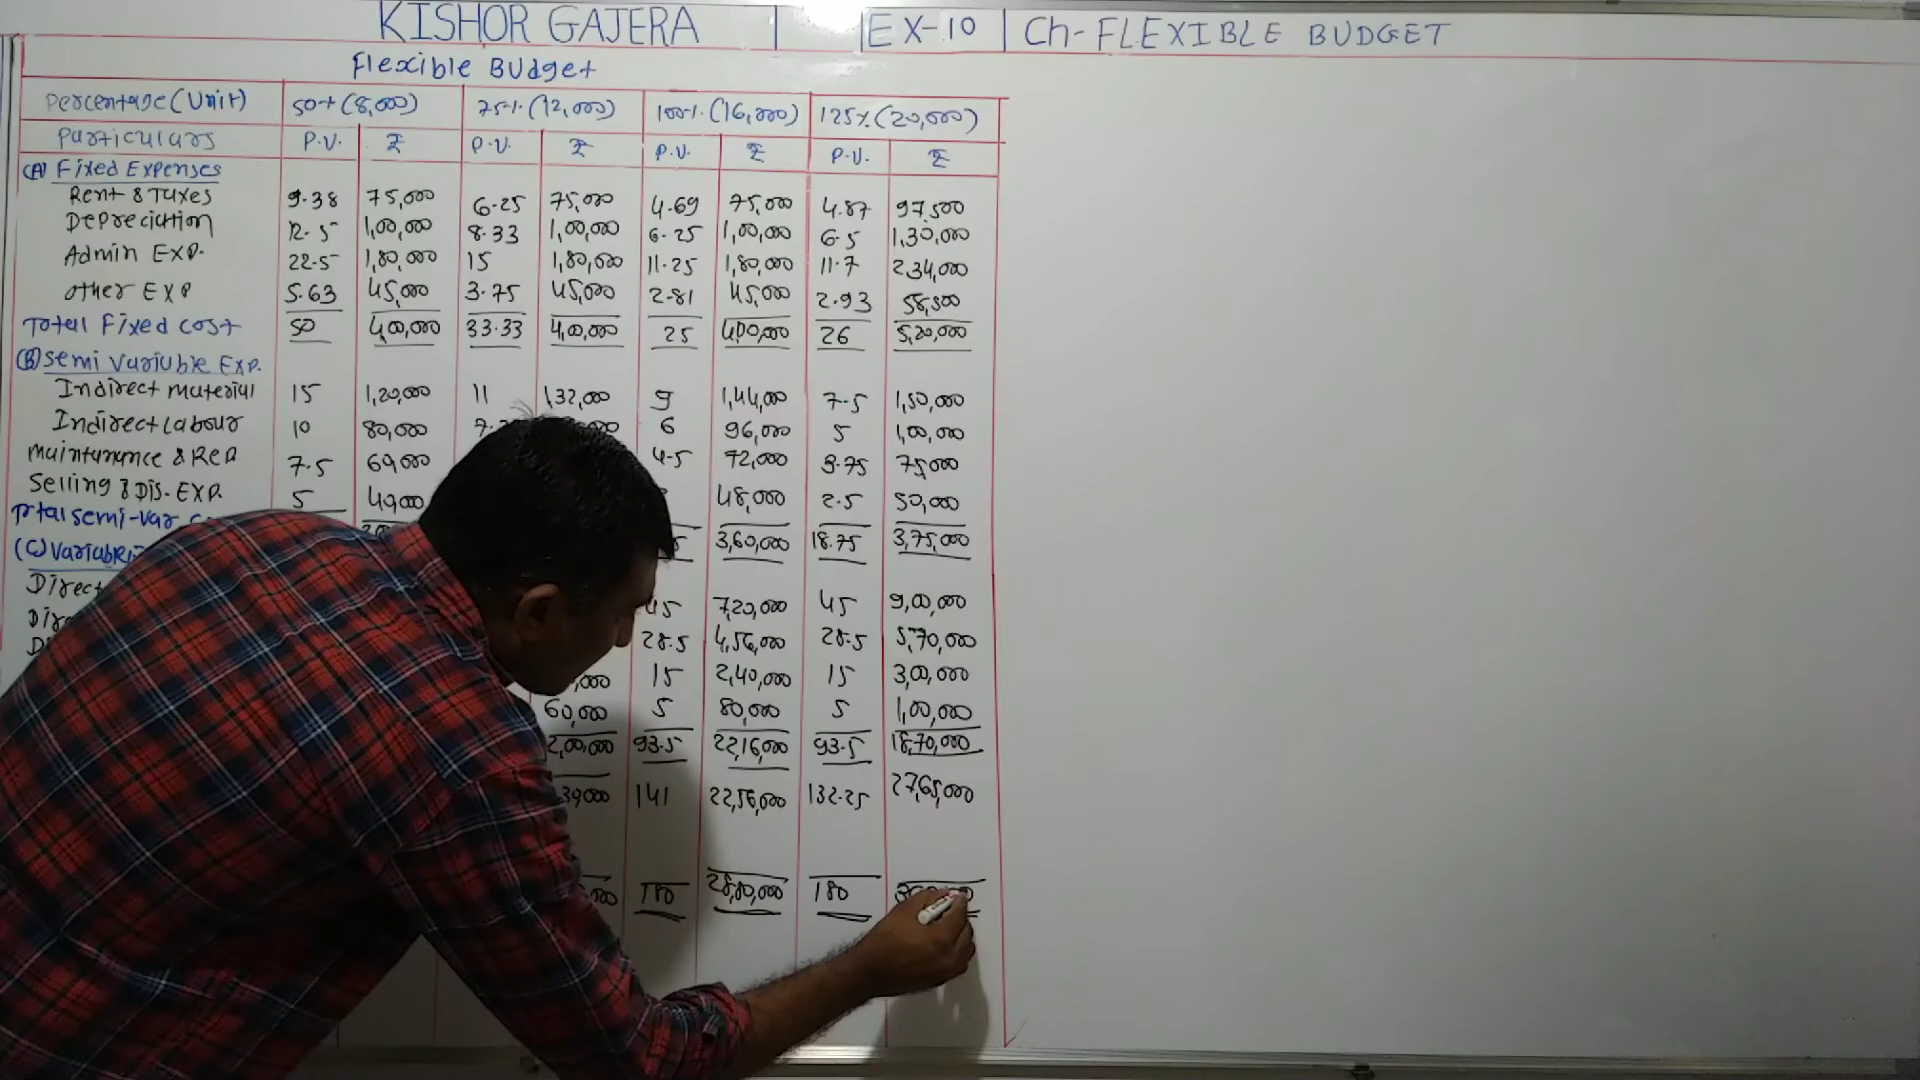 KISHOR GAJERA EX-10 Ch- FLEXIBLE BUDGET
Flexible Budget
Percentage (Unit) 50% (8,000) 75% (12,000) 100% (16,000) 125% (20,000)
Particulars P.U. ₹ P.U. ₹ P.U. ₹ P.U. ₹
(A) Fixed Expenses
Rent & Taxes 9.38 75,000 6.25 75,000 4.69 75,000 4.87 97,500
Depreciation 12.5 1,00,000 8.33 1,00,000 6.25 1,00,000 6.5 1,30,000
Admin EXP. 22.5 1,80,000 15 1,80,000 11.25 1,80,000 11.7 234,000
Other EXP 5.63 45,000 3.75 45,000 2.81 45,000 2.93 58,500
Total Fixed Cost 50 4,00,000 33.33 4,00,000 25 4,00,000 26 5,20,000
(B) Semi Variable Exp.
Indirect material 15 1,20,000 11 1,32,000 9 1,44,000 7.5 1,50,000
Indirect Labour 10 80,000 6 96,000 5 1,00,000
7.5 60,000 4.5 72,000 3.75 75,000
Selling & Dis. EXP. 5 40,000 48,000 2.5 50,000
Total semi-var 3,60,000 18.75 3,75,000
(C)
Direct 45 7,20,000 45 9,00,000
28.5 4,56,000 28.5 5,70,000
15 2,40,000 15 3,00,000
60,000 5 80,000 5 1,00,000
93.5 22,16,000 93.5 18,70,000
39,000 141 22,56,000 132.25 27,65,000
180 28,80,000 180